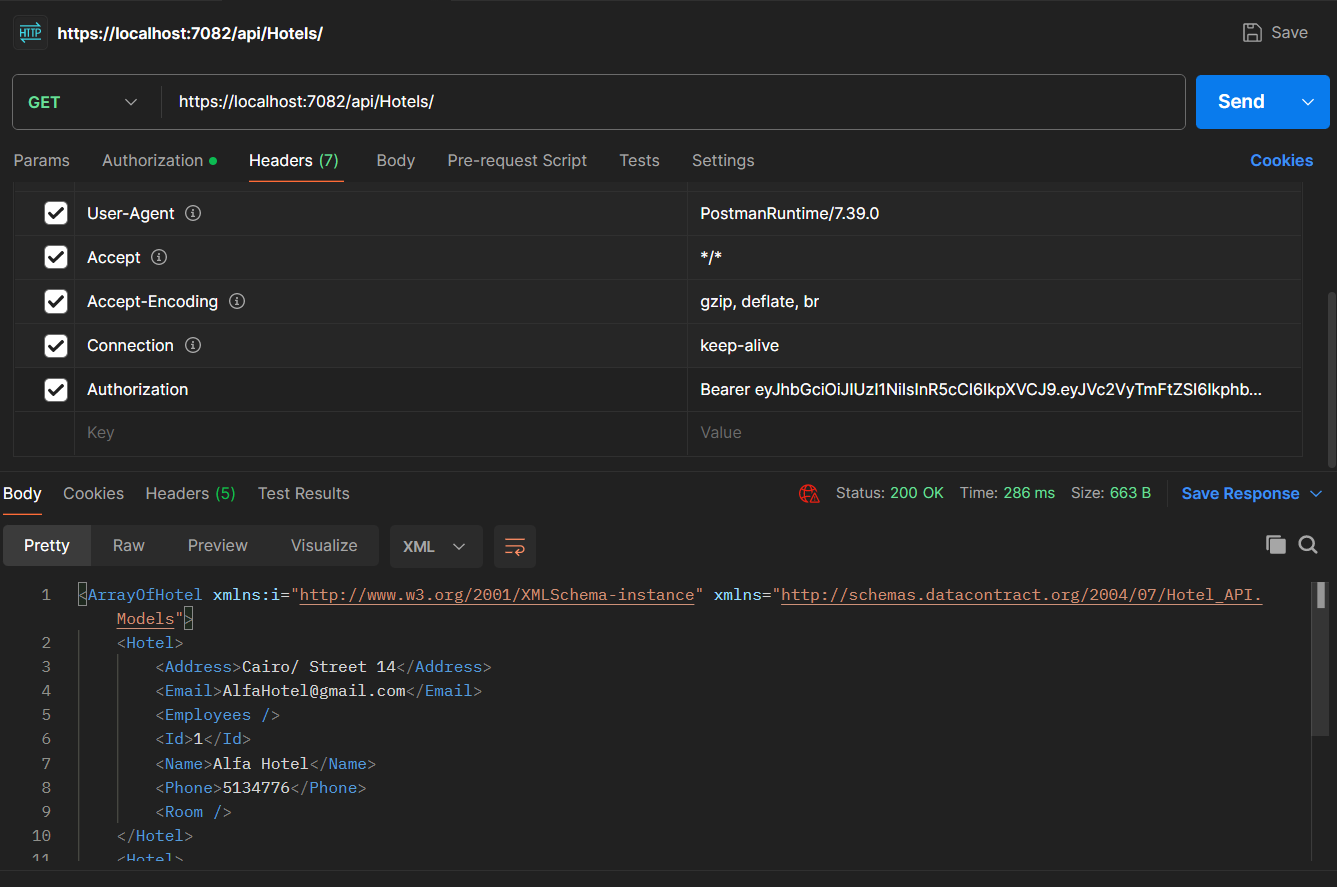 HTTP https://localhost:7082/api/Hotels/ Save
GET https://localhost:7082/api/Hotels/ Send
Params Authorization Headers (7) Body Pre-request Script Tests Settings Cookies
User-Agent PostmanRuntime/7.39.0
Accept */*
Accept-Encoding gzip, deflate, br
Connection keep-alive
Authorization Bearer eyJhbGciOiJIUzI1NiIsInR5cCI6IkpXVCJ9.eyJVc2VyTmFtZSI6Ikphb...
Key Value
Body Cookies Headers (5) Test Results Status: 200 OK Time: 286 ms Size: 663 B Save Response
Pretty Raw Preview Visualize XML
1 <ArrayOfHotel xmlns:i="http://www.w3.org/2001/XMLSchema-instance" xmlns="http://schemas.datacontract.org/2004/07/Hotel_API.
Models">
2 <Hotel>
3 <Address>Cairo/ Street 14</Address>
4 <Email>AlfaHotel@gmail.com</Email>
5 <Employees />
6 <Id>1</Id>
7 <Name>Alfa Hotel</Name>
8 <Phone>5134776</Phone>
9 <Room />
10 </Hotel>
11 <Hotel>